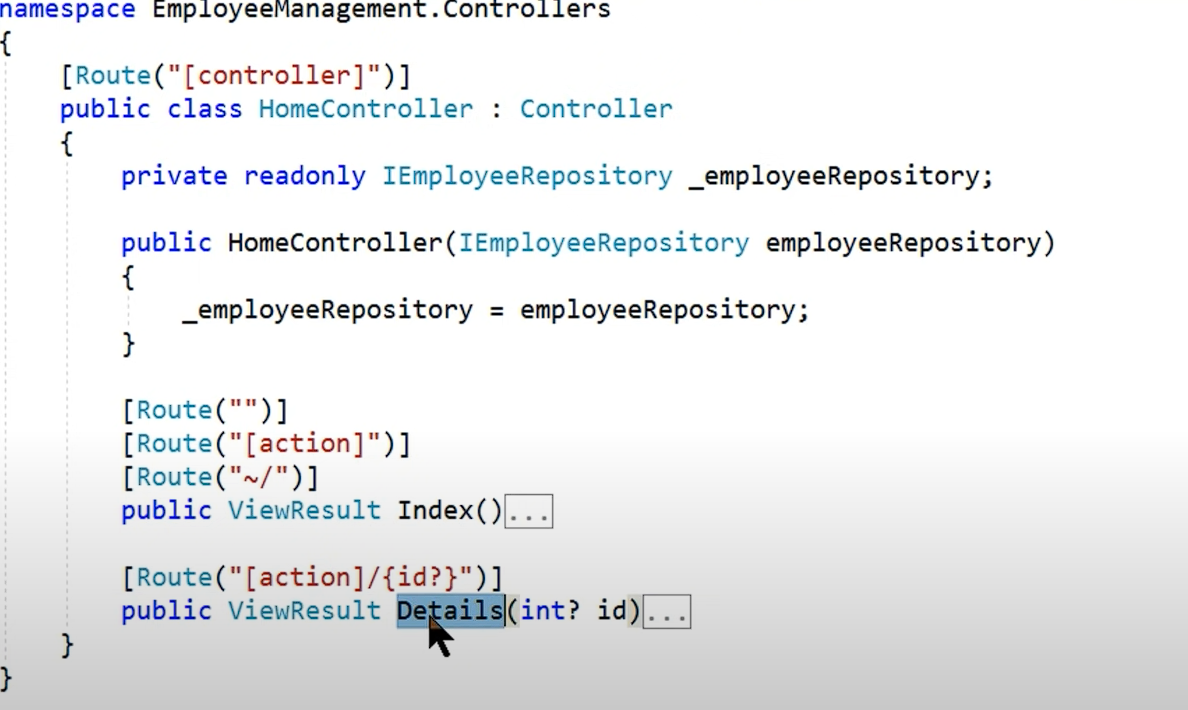 namespace EmployeeManagement.Controllers
{
[Route("[controller]")]
public class HomeController : Controller
{
private readonly IEmployeeRepository _employeeRepository;
public HomeController(IEmployeeRepository employeeRepository)
{
_employeeRepository = employeeRepository;
}
[Route("")]
[Route("[action]")]
[Route("~/")]
public ViewResult Index()...
[Route("[action]/{id?}")]
public ViewResult Details(int? id)...
}
}